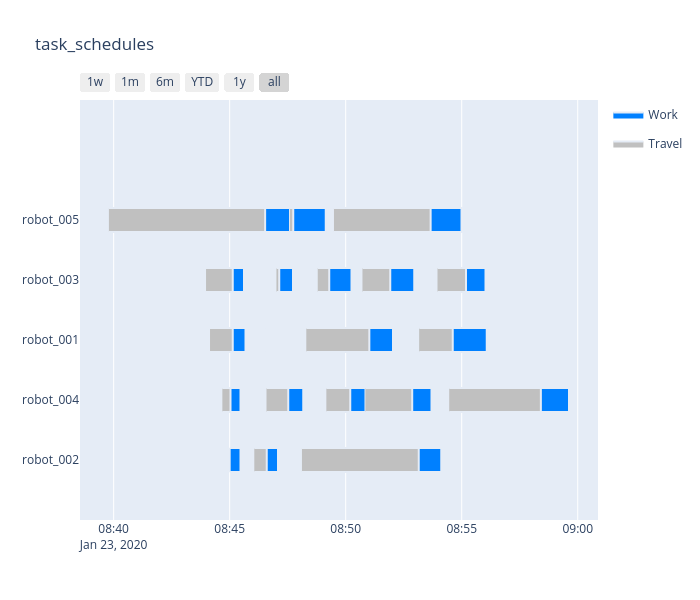 task_schedules
1w 1m 6m YTD 1y all
Work
Travel
robot_005
robot_003
robot_001
robot_004
robot_002
08:40 08:45 08:50 08:55 09:00
Jan 23, 2020